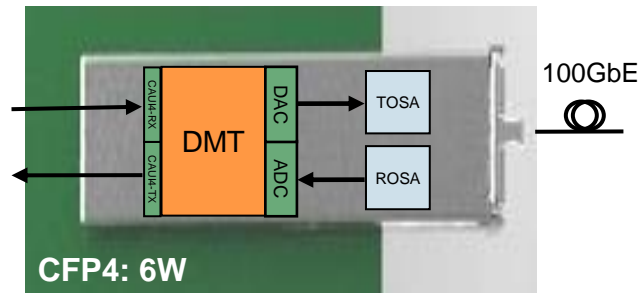 100GbE
CAUI4-RX
DMT
DAC
TOSA
CAUI4-TX
ADC
ROSA
CFP4: 6W